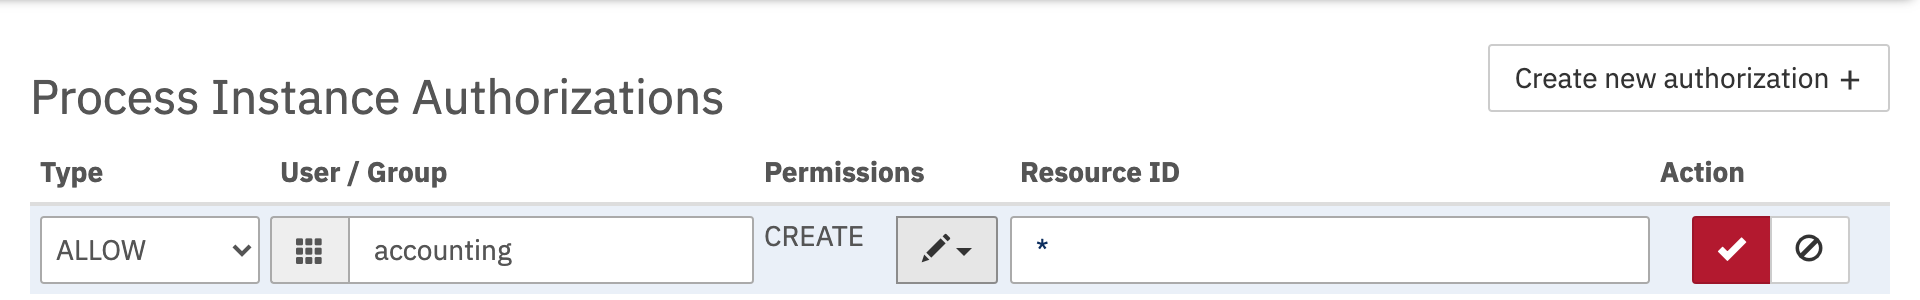 Create new authorization +
Process Instance Authorizations
Type User / Group Permissions Resource ID Action
ALLOW accounting CREATE *